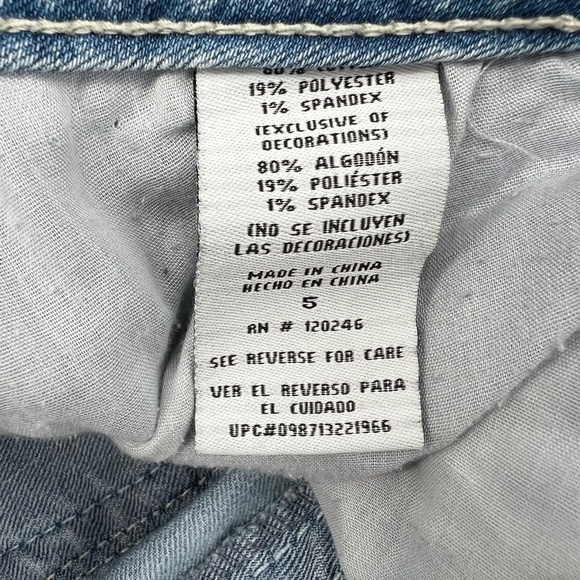 80% COTTON
19% POLYESTER
1% SPANDEX
(EXCLUSIVE OF
DECORATIONS)
80% ALGODÓN
19% POLIÉSTER
1% SPANDEX
(NO SE INCLUYEN
LAS DECORACIONES)
MADE IN CHINA
HECHO EN CHINA
5
RN # 120246
SEE REVERSE FOR CARE
VER EL REVERSO PARA
EL CUIDADO
UPC#098713221966